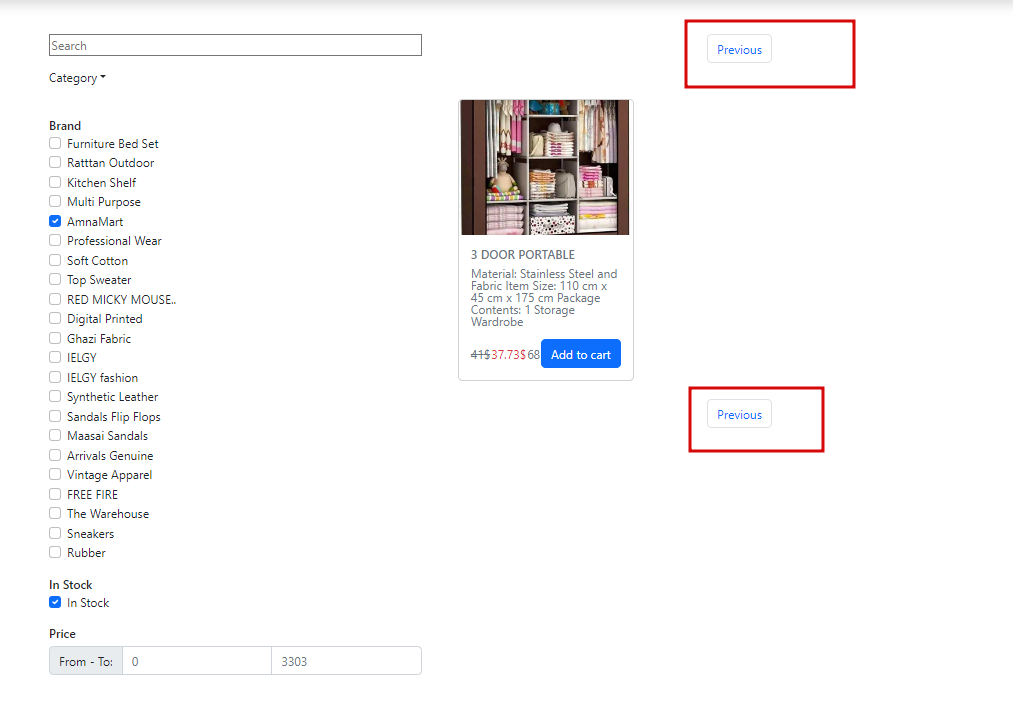 Search
Category
Brand
Furniture Bed Set
Ratttan Outdoor
Kitchen Shelf
Multi Purpose
AmnaMart
Professional Wear
Soft Cotton
Top Sweater
RED MICKY MOUSE..
Digital Printed
Ghazi Fabric
IELGY
IELGY fashion
Synthetic Leather
Sandals Flip Flops
Maasai Sandals
Arrivals Genuine
Vintage Apparel
FREE FIRE
The Warehouse
Sneakers
Rubber
In Stock
In Stock
Price
From - To: 0 3303
Previous
3 DOOR PORTABLE
Material: Stainless Steel and
Fabric Item Size: 110 cm x
45 cm x 175 cm Package
Contents: 1 Storage
Wardrobe
41$37.73$68 Add to cart
Previous